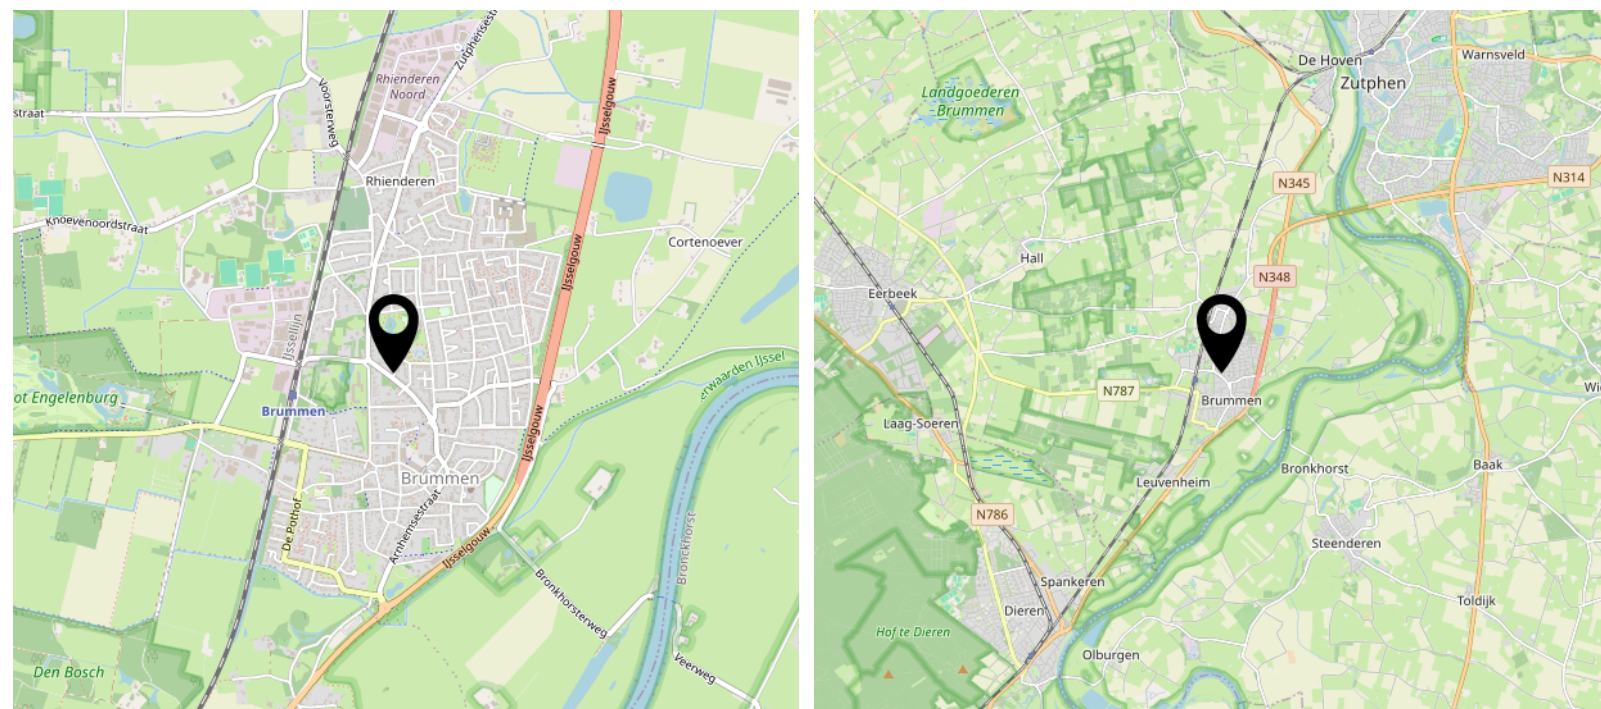 Zutphensest
Rhienderen
Noord
Voorsterweg
IJsselgouw
straat
Rhienderen
Knoevenoordstraat
Cortenoever
IJsselgouw
IJssellijn
erwaarden IJssel
ot Engelenburg
Brummen
IJsselgouw
Brummen
De Pothof
Arnhemsestraat
IJsselgouw
Bronckhorst
Bronkhorsterweg
Veerweg
Den Bosch
De Hoven
Warnsveld
Zutphen
Landgoederen
Brummen
N345
N314
Hall
N348
Eerbeek
N787
Brummen
Wi
Laag-Soeren
Bronkhorst
Baak
Leuvenheim
N786
Steenderen
Spankeren
Toldijk
Dieren
Hof te Dieren
Olburgen